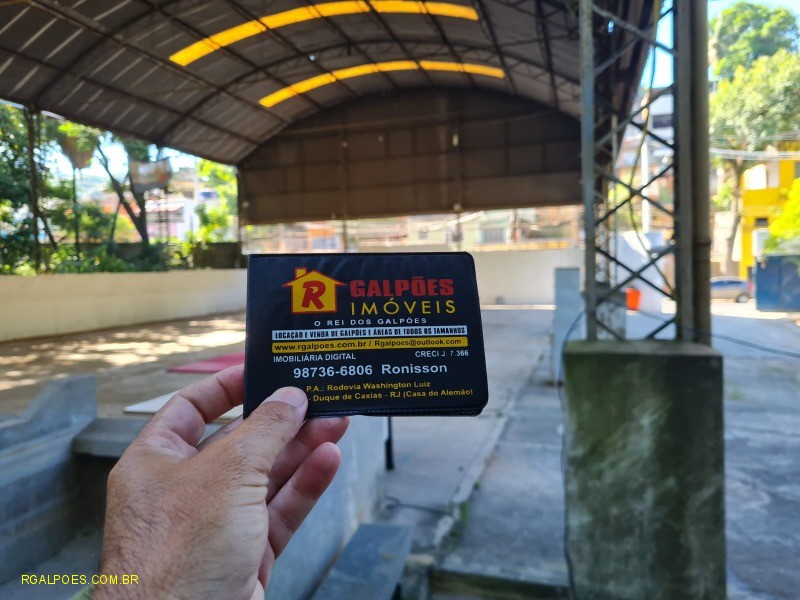 R GALPÕES
IMÓVEIS
O REI DOS GALPÕES
LOCAÇÃO E VENDA DE GALPÕES E ÁREAS DE TODOS OS TAMANHOS
www.rgalpoes.com.br / Rgalpoes@outlook.com
IMOBILIÁRIA DIGITAL CRECI J. 7.366
98736-6806 Ronisson
P.A.: Rodovia Washington Luiz
- Duque de Caxias - RJ (Casa do Alemão)
RGALPOES.COM.BR